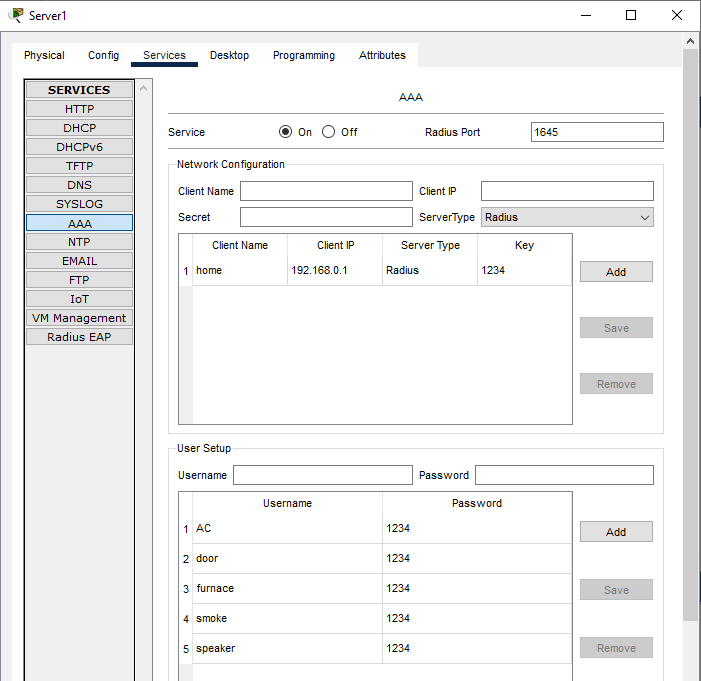 Server1
Physical Config Services Desktop Programming Attributes
SERVICES
HTTP
DHCP
DHCPv6
TFTP
DNS
SYSLOG
AAA
NTP
EMAIL
FTP
IoT
VM Management
Radius EAP
AAA
Service On Off Radius Port 1645
Network Configuration
Client Name Client IP
Secret ServerType Radius
Client Name Client IP Server Type Key
1 home 192.168.0.1 Radius 1234
Add
Save
Remove
User Setup
Username Password
Username Password
1 AC 1234
2 door 1234
3 furnace 1234
4 smoke 1234
5 speaker 1234
Add
Save
Remove